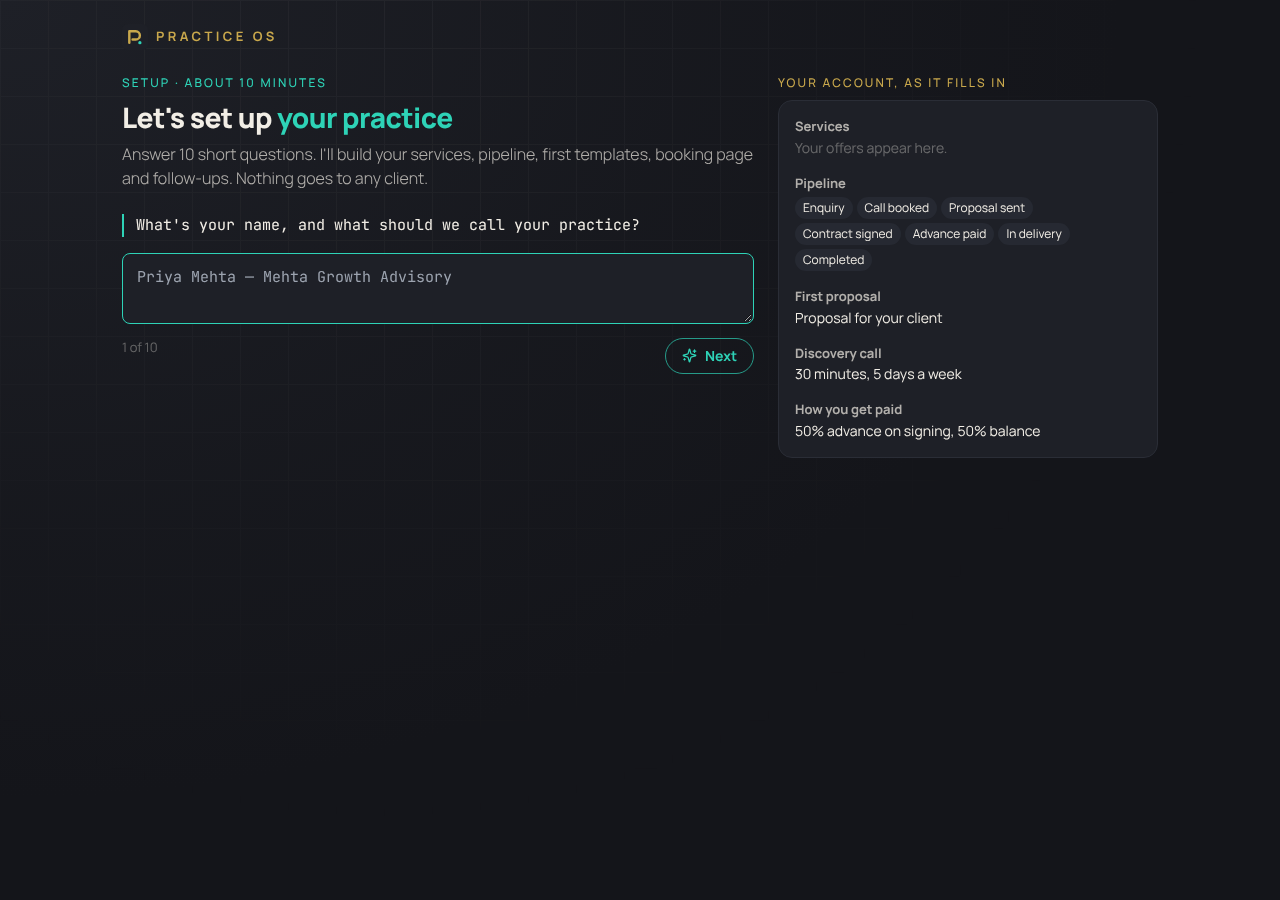 PRACTICE OS
SETUP · ABOUT 10 MINUTES
Let's set up your practice
Answer 10 short questions. I'll build your services, pipeline, first templates, booking page
and follow-ups. Nothing goes to any client.
What's your name, and what should we call your practice?
Priya Mehta — Mehta Growth Advisory
1 of 10
Next
YOUR ACCOUNT, AS IT FILLS IN
Services
Your offers appear here.
Pipeline
Enquiry Call booked Proposal sent
Contract signed Advance paid In delivery
Completed
First proposal
Proposal for your client
Discovery call
30 minutes, 5 days a week
How you get paid
50% advance on signing, 50% balance